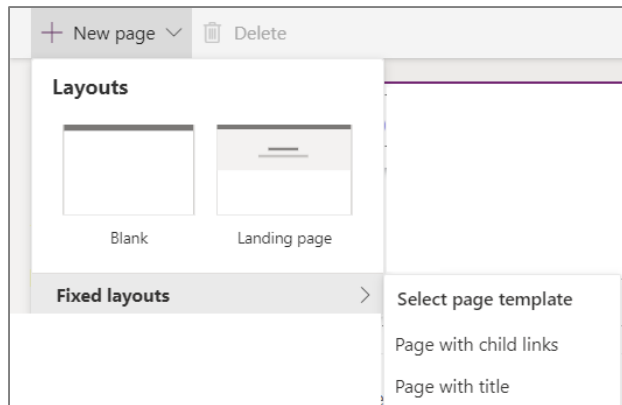 New page Delete
Layouts
Blank Landing page
Fixed layouts
Select page template
Page with child links
Page with title